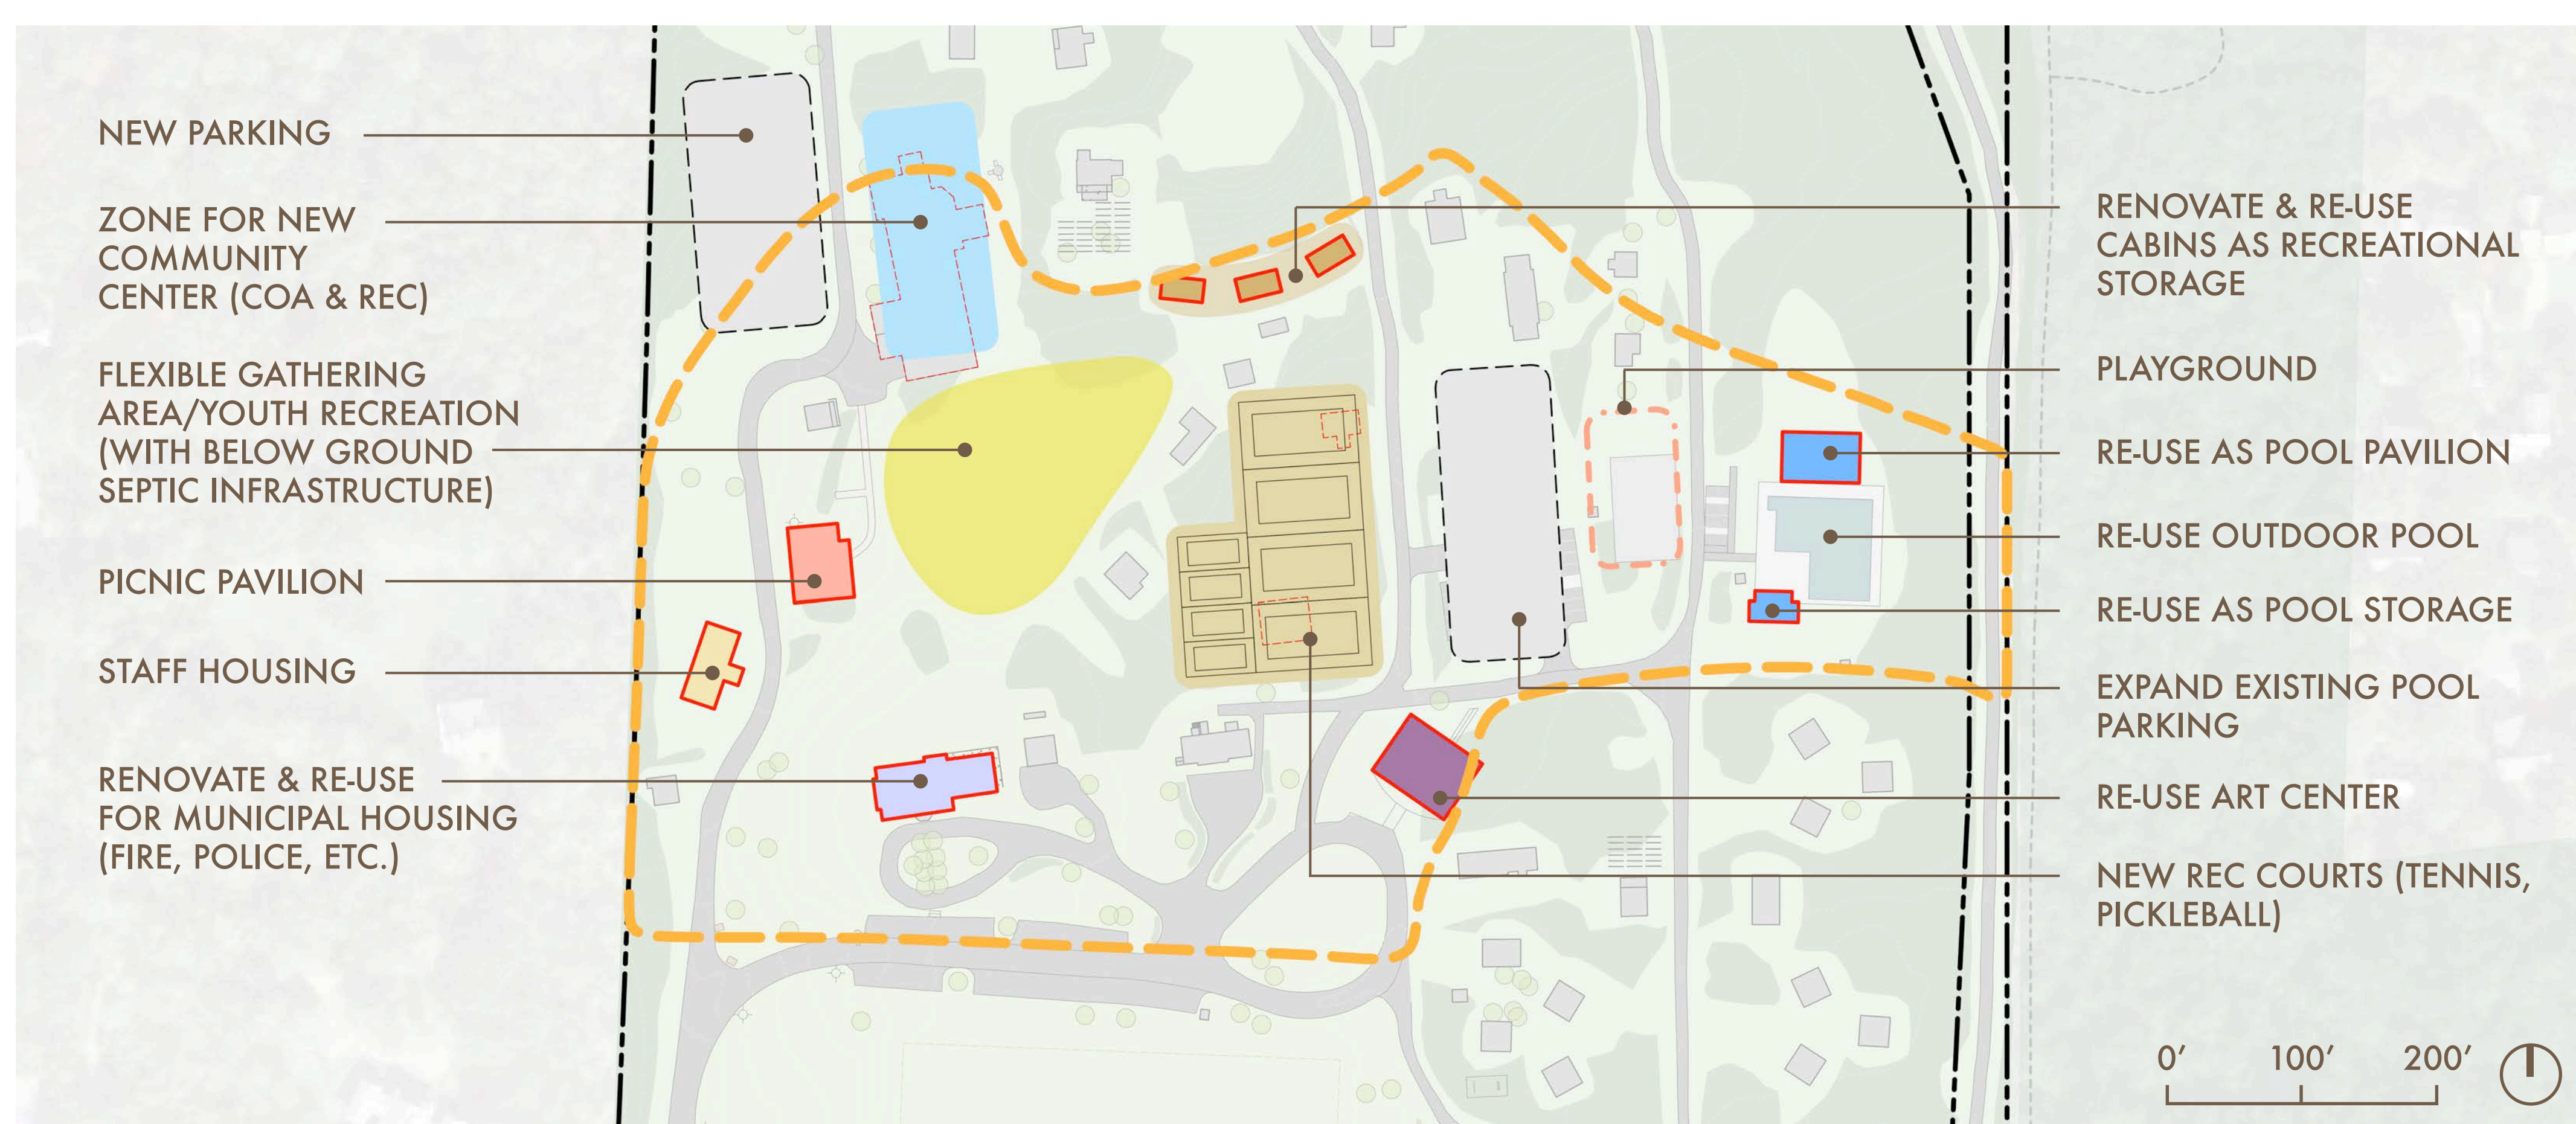 NEW PARKING
ZONE FOR NEW
COMMUNITY
CENTER (COA & REC)
FLEXIBLE GATHERING
AREA/YOUTH RECREATION
(WITH BELOW GROUND
SEPTIC INFRASTRUCTURE)
PICNIC PAVILION
STAFF HOUSING
RENOVATE & RE-USE
FOR MUNICIPAL HOUSING
(FIRE, POLICE, ETC.)
RENOVATE & RE-USE
CABINS AS RECREATIONAL
STORAGE
PLAYGROUND
RE-USE AS POOL PAVILION
RE-USE OUTDOOR POOL
RE-USE AS POOL STORAGE
EXPAND EXISTING POOL
PARKING
RE-USE ART CENTER
NEW REC COURTS (TENNIS,
PICKLEBALL)
0′ 100′ 200′